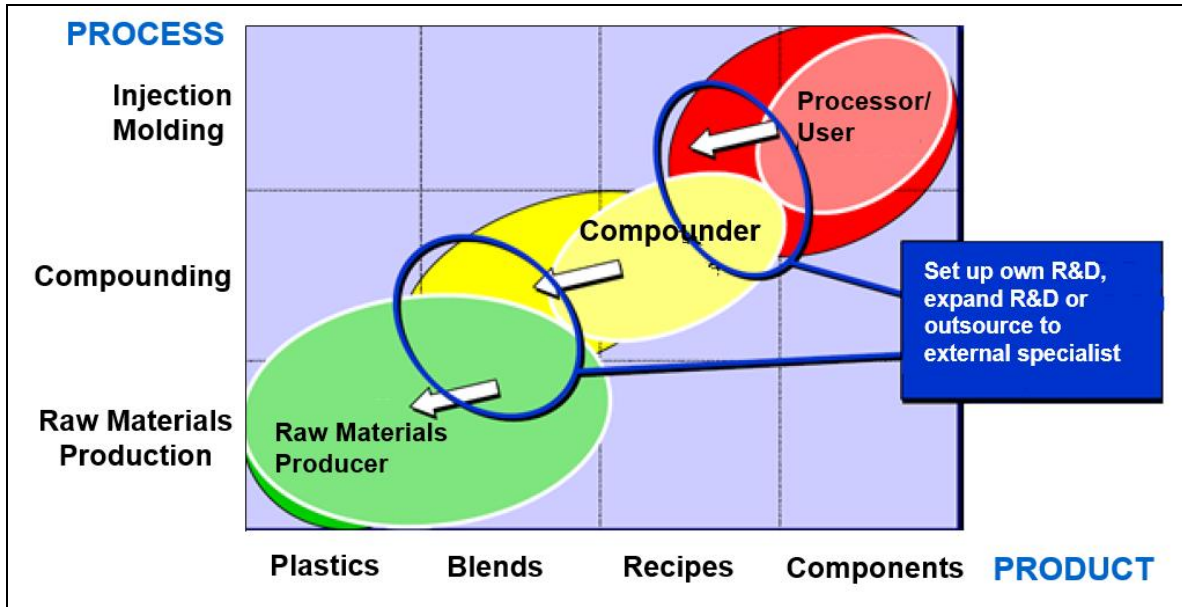 PROCESS
Injection
Molding
Processor/
User
Compounder
Compounding
Set up own R&D,
expand R&D or
outsource to
external specialist
Raw Materials
Production
Raw Materials
Producer
Plastics
Blends
Recipes
Components
PRODUCT